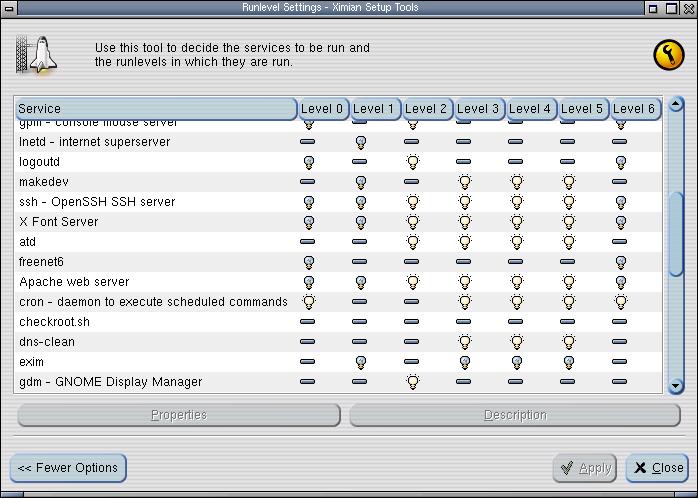 Runlevel Settings - Ximian Setup Tools
Use this tool to decide the services to be run and
the runlevels in which they are run.
Service Level 0 Level 1 Level 2 Level 3 Level 4 Level 5 Level 6
gpm - console mouse server
Inetd - internet superserver
logoutd
makedev
ssh - OpenSSH SSH server
X Font Server
atd
freenet6
Apache web server
cron - daemon to execute scheduled commands
checkroot.sh
dns-clean
exim
gdm - GNOME Display Manager
Properties Description
<< Fewer Options Apply Close